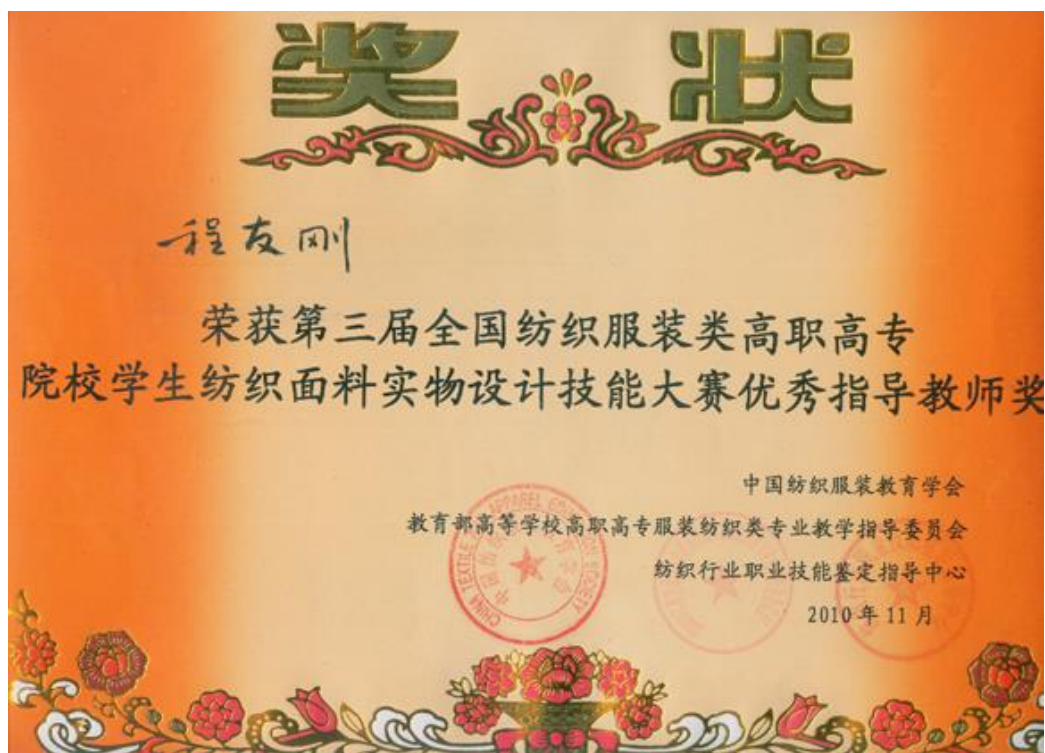 奖状
程友刚
荣获第三届全国纺织服装类高职高专
院校学生纺织面料实物设计技能大赛优秀指导教师奖
中国纺织服装教育学会
教育部高等学校高职高专服装纺织类专业教学指导委员会
纺织行业职业技能鉴定指导中心
2010年11月